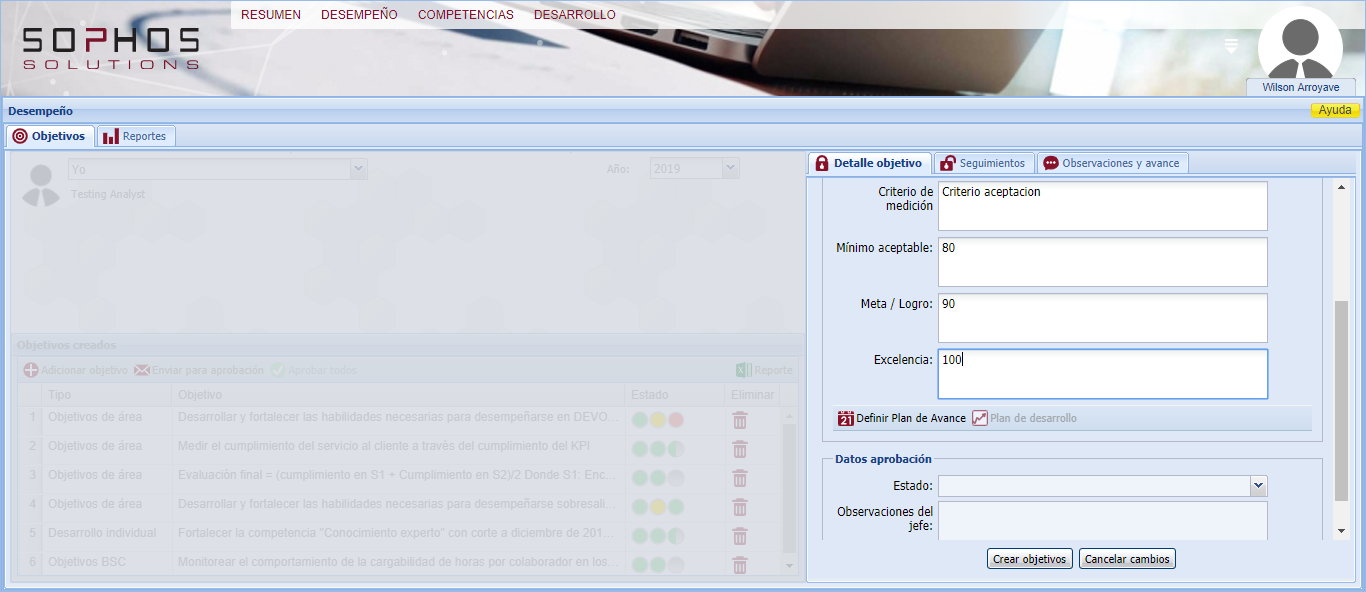 RESUMEN DESEMPEÑO COMPETENCIAS DESARROLLO
SOPHOS
SOLUTIONS
Wilson Arroyave
Desempeño
Ayuda
Objetivos Reportes
Yo
Año: 2019
Testing Analyst
Objetivos creados
Adicionar objetivo Enviar para aprobación Aprobar todos Reporte
Tipo Objetivo Estado Eliminar
1 Objetivos de área Desarrollar y fortalecer las habilidades necesarias para desempeñarse en DEVO...
2 Objetivos de área Medir el cumplimiento del servicio al cliente a través del cumplimiento del KPI
3 Objetivos de área Evaluación final = (cumplimiento en S1 + Cumplimiento en S2)/2 Donde S1: Enc...
4 Objetivos de área Desarrollar y fortalecer las habilidades necesarias para desempeñarse sobresali...
5 Desarrollo individual Fortalecer la competencia "Conocimiento experto" con corte a diciembre de 201...
6 Objetivos BSC Monitorear el comportamiento de la cargabilidad de horas por colaborador en los...
Detalle objetivo Seguimientos Observaciones y avance
Criterio de
medición
Criterio aceptacion
Mínimo aceptable: 80
Meta / Logro: 90
Excelencia: 100
21 Definir Plan de Avance Plan de desarrollo
Datos aprobación
Estado:
Observaciones del
jefe:
Crear objetivos Cancelar cambios